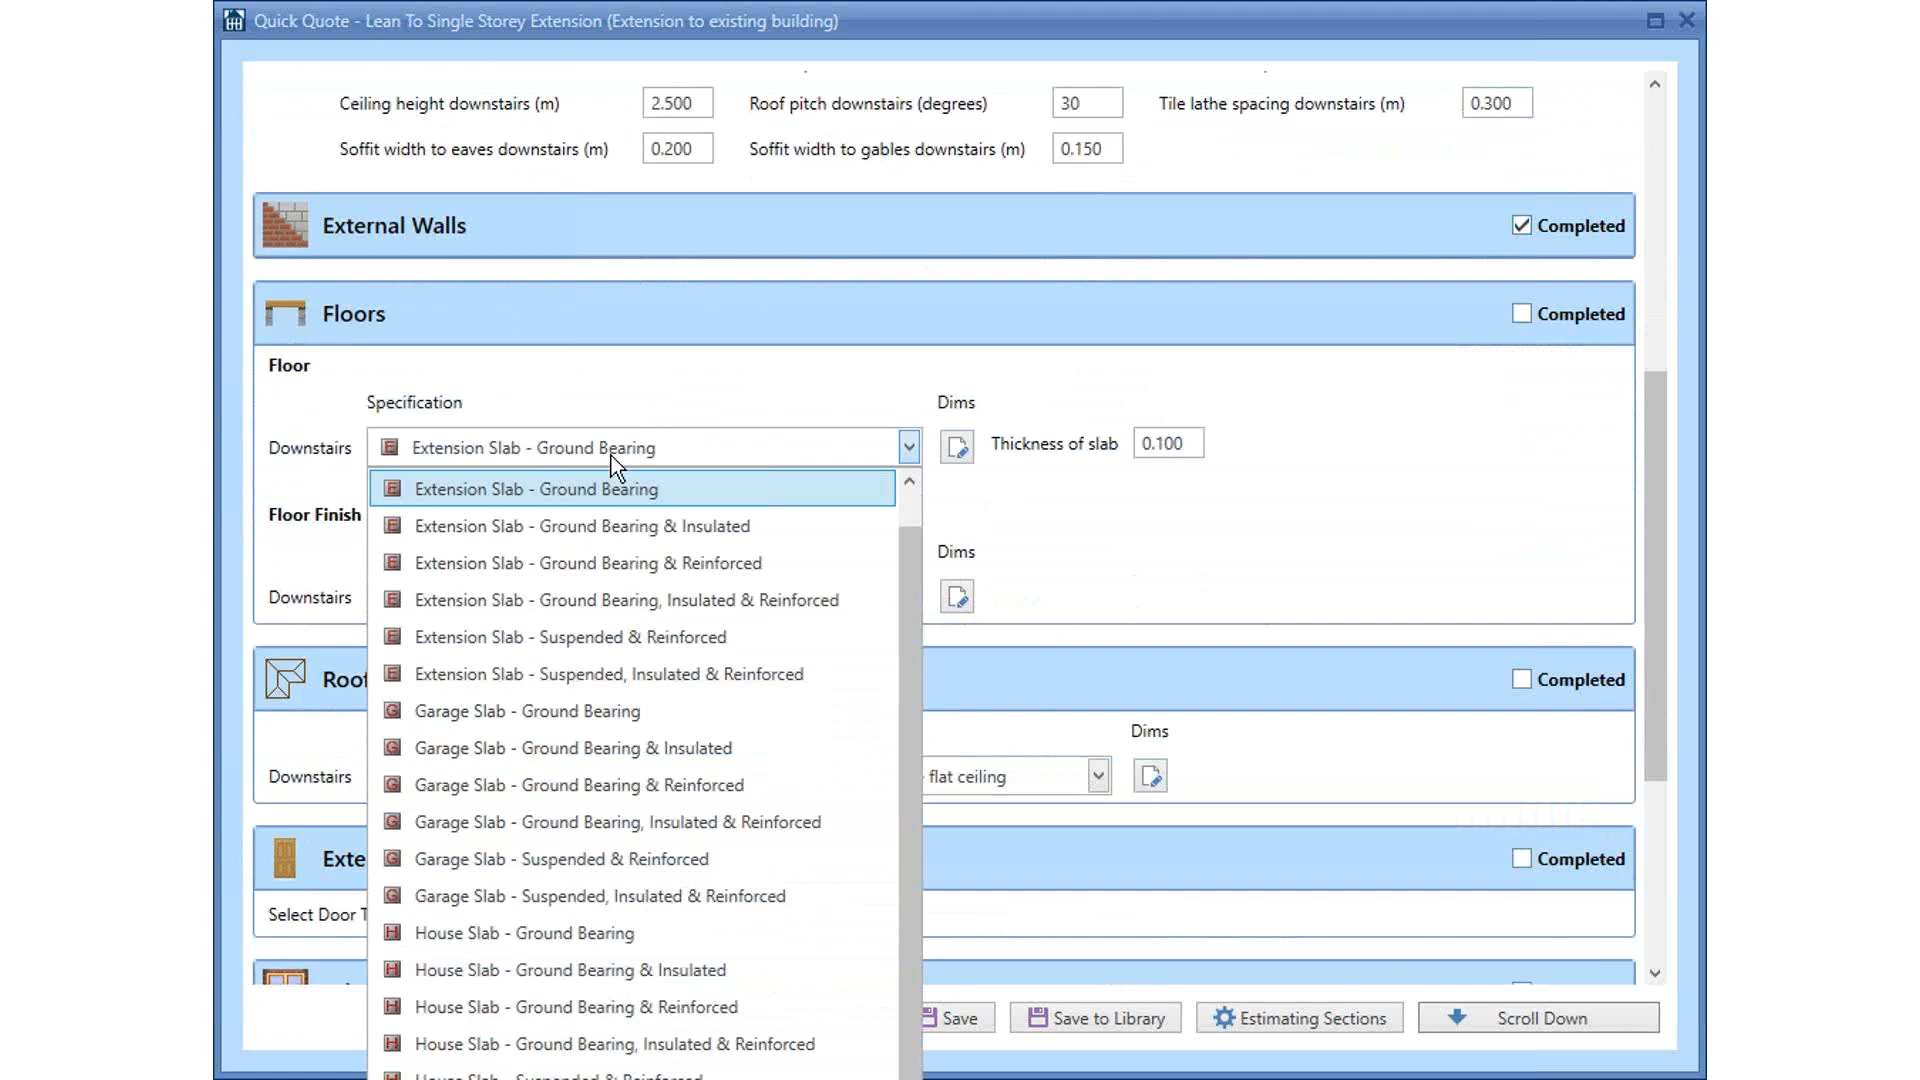 Quick Quote - Lean To Single Storey Extension (Extension to existing building)
Ceiling height downstairs (m) 2.500 Roof pitch downstairs (degrees) 30 Tile lathe spacing downstairs (m) 0.300
Soffit width to eaves downstairs (m) 0.200 Soffit width to gables downstairs (m) 0.150
External Walls Completed
Floors Completed
Floor
Specification Dims
Downstairs Extension Slab - Ground Bearing Thickness of slab 0.100
Extension Slab - Ground Bearing
Floor Finish
Extension Slab - Ground Bearing & Insulated
Dims
Extension Slab - Ground Bearing & Reinforced
Downstairs
Extension Slab - Ground Bearing, Insulated & Reinforced
Extension Slab - Suspended & Reinforced
Extension Slab - Suspended, Insulated & Reinforced
Roof Completed
Garage Slab - Ground Bearing
Dims
Garage Slab - Ground Bearing & Insulated
Downstairs flat ceiling
Garage Slab - Ground Bearing & Reinforced
Garage Slab - Ground Bearing, Insulated & Reinforced
Exte Completed
Garage Slab - Suspended & Reinforced
Garage Slab - Suspended, Insulated & Reinforced
Select Door T
House Slab - Ground Bearing
House Slab - Ground Bearing & Insulated
House Slab - Ground Bearing & Reinforced
House Slab - Ground Bearing, Insulated & Reinforced
House Slab - Suspended & Reinforced
Save Save to Library Estimating Sections Scroll Down